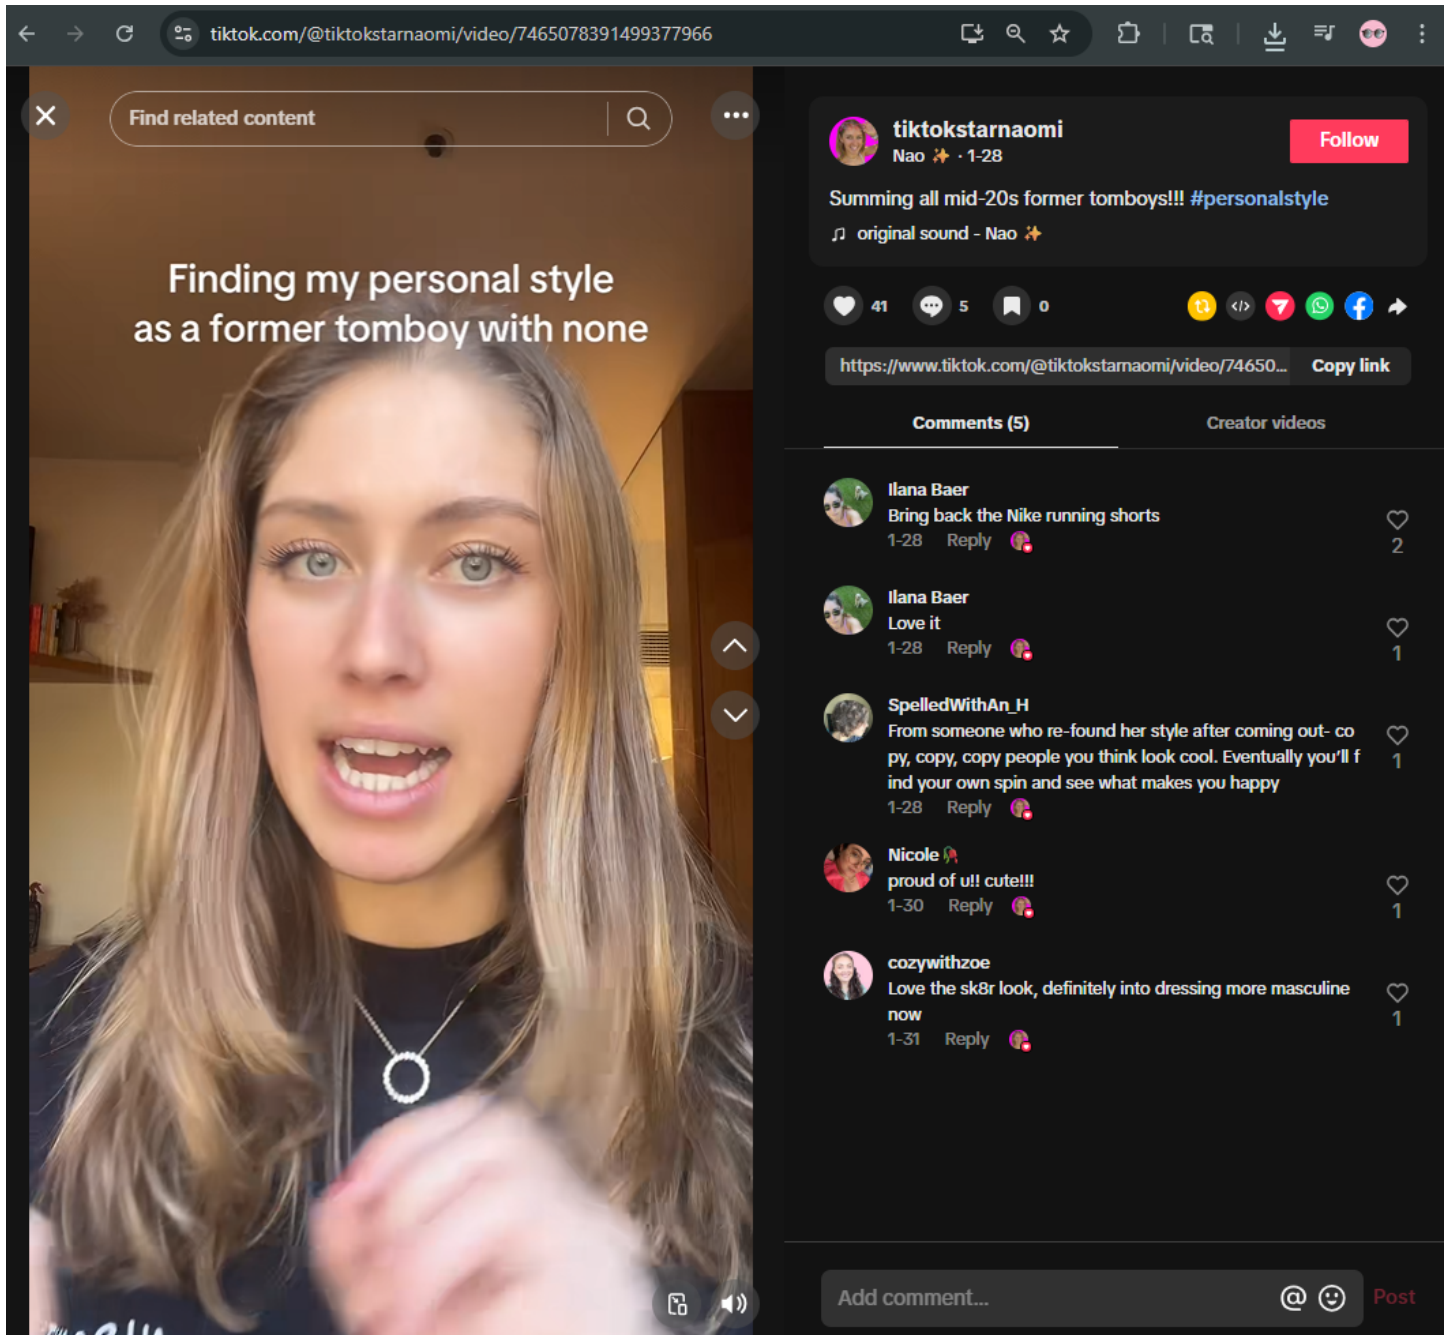 tiktok.com/@tiktokstarnaomi/video/7465078391499377966
Find related content
Finding my personal style
as a former tomboy with none
tiktokstarnaomi
Nao ✨ · 1-28
Follow
Summing all mid-20s former tomboys!!! #personalstyle
original sound - Nao ✨
41
5
0
https://www.tiktok.com/@tiktokstarnaomi/video/74650...
Copy link
Comments (5)
Creator videos
Ilana Baer
Bring back the Nike running shorts
1-28 Reply
2
Ilana Baer
Love it
1-28 Reply
1
SpelledWithAn_H
From someone who re-found her style after coming out- co
py, copy, copy people you think look cool. Eventually you'll f
ind your own spin and see what makes you happy
1-28 Reply
1
Nicole🥀
proud of u!! cute!!!
1-30 Reply
1
cozywithzoe
Love the sk8r look, definitely into dressing more masculine
now
1-31 Reply
1
Add comment...
@
Post